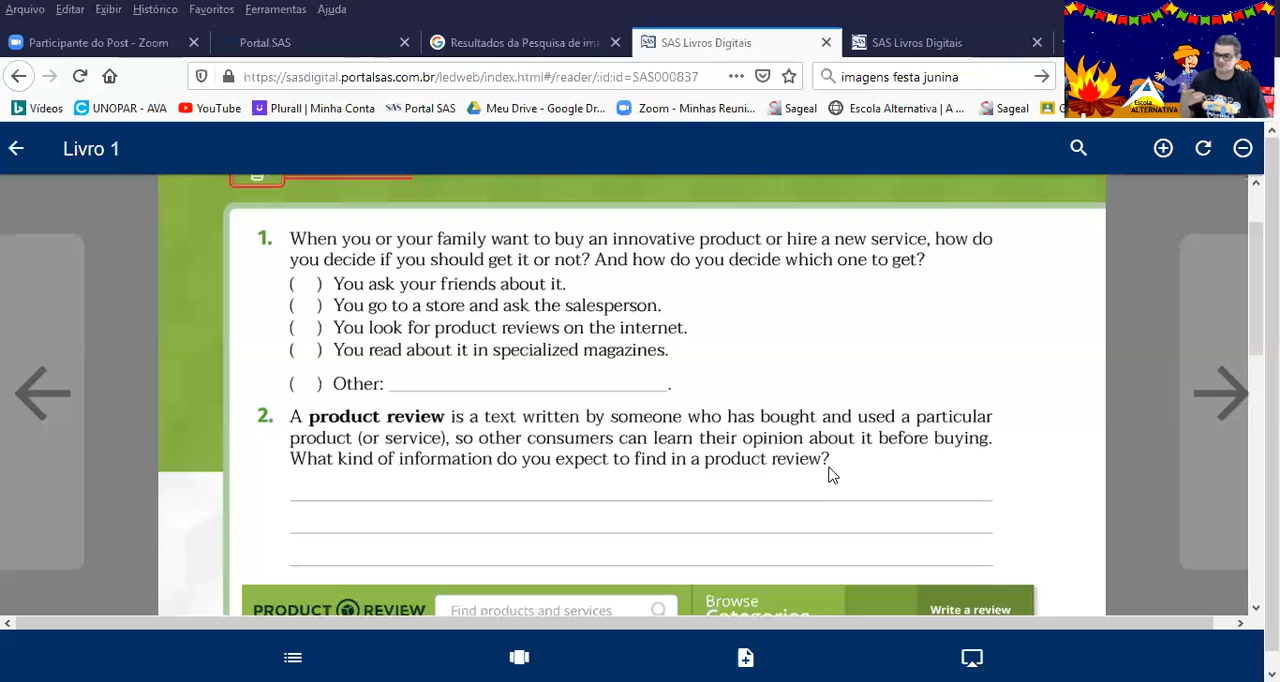 Arquivo Editar Exibir Histórico Favoritos Ferramentas Ajuda
Participante do Post - Zoom
Portal SAS
Resultados da Pesquisa de ima
SAS Livros Digitais
SAS Livros Digitais
https://sasdigital.portalsas.com.br/ledweb/index.html#/reader/:id:id=SAS000837
imagens festa junina
Vídeos UNOPAR - AVA YouTube Plurall | Minha Conta SAS Portal SAS Meu Drive - Google Dr... Zoom - Minhas Reuni... Sageal Escola Alternativa | A ... Sageal
Escola
ALTERNATIVA
Livro 1
1. When you or your family want to buy an innovative product or hire a new service, how do
you decide if you should get it or not? And how do you decide which one to get?
( ) You ask your friends about it.
( ) You go to a store and ask the salesperson.
( ) You look for product reviews on the internet.
( ) You read about it in specialized magazines.
( ) Other: ______________________________.
2. A product review is a text written by someone who has bought and used a particular
product (or service), so other consumers can learn their opinion about it before buying.
What kind of information do you expect to find in a product review?
PRODUCT REVIEW
Find products and services
Browse
Categories
Write a review